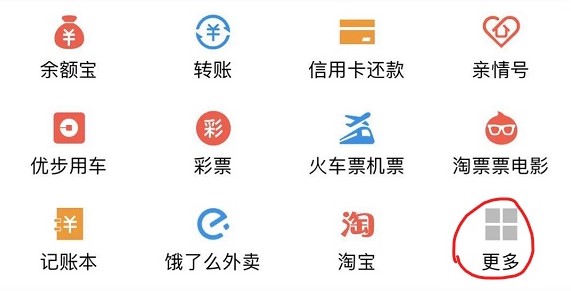 余额宝 转账 信用卡还款 亲情号
彩
优步用车 彩票 火车票机票 淘票票电影
淘
记账本 饿了么外卖 淘宝 更多